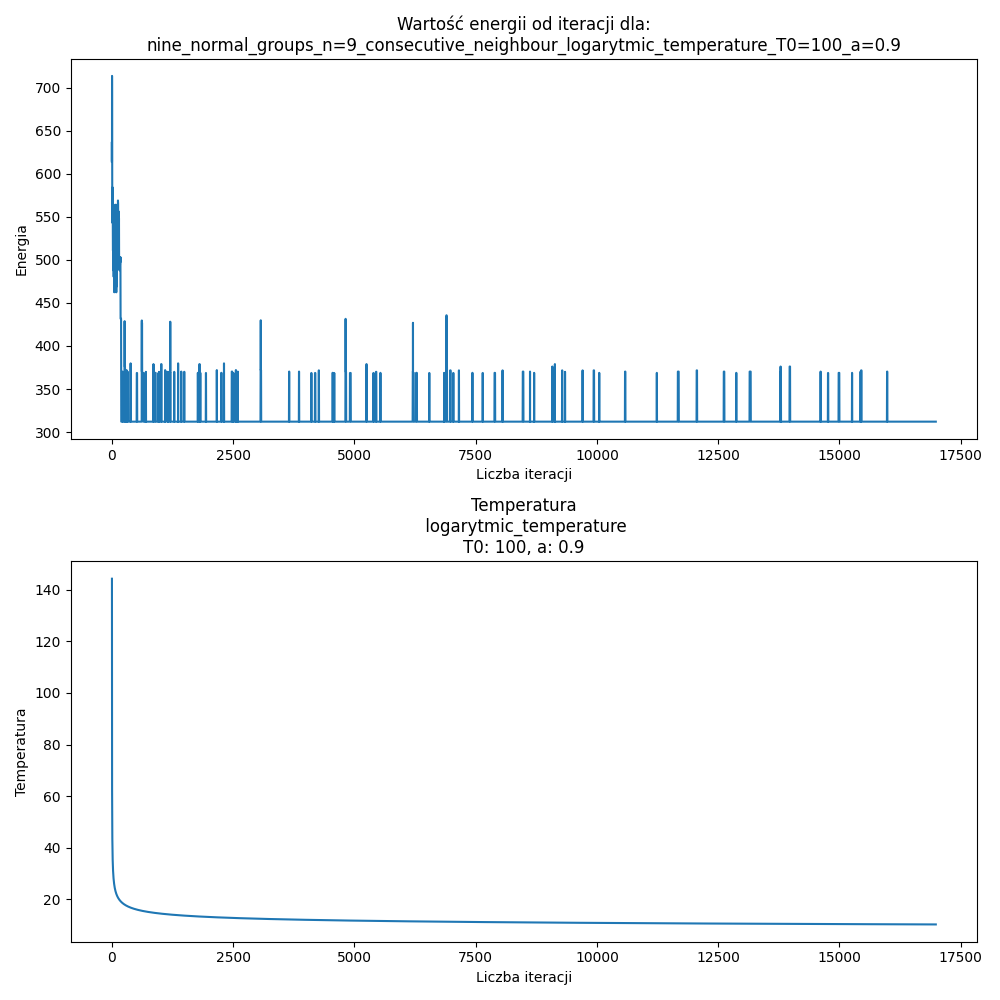 Wartość energii od iteracji dla:
nine_normal_groups_n=9_consecutive_neighbour_logarytmic_temperature_T0=100_a=0.9
700
650
600
550
500
450
400
350
300
Energia
0 2500 5000 7500 10000 12500 15000 17500
Liczba iteracji
Temperatura
logarytmic_temperature
T0: 100, a: 0.9
140
120
100
80
60
40
20
Temperatura
0 2500 5000 7500 10000 12500 15000 17500
Liczba iteracji